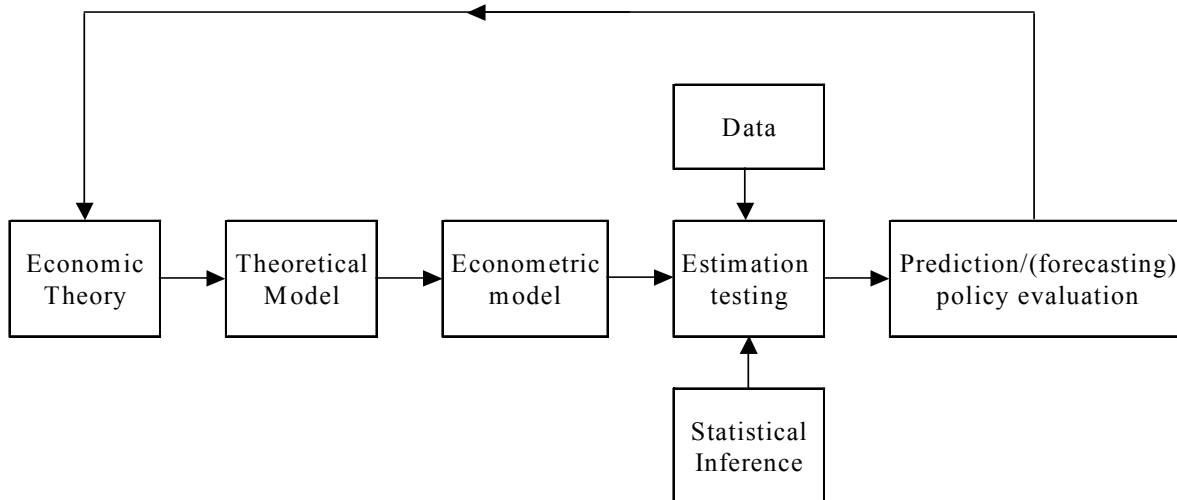 Data
Economic
Theory
Theoretical
Model
Econometric
model
Estimation
testing
Prediction/(forecasting)
policy evaluation
Statistical
Inference